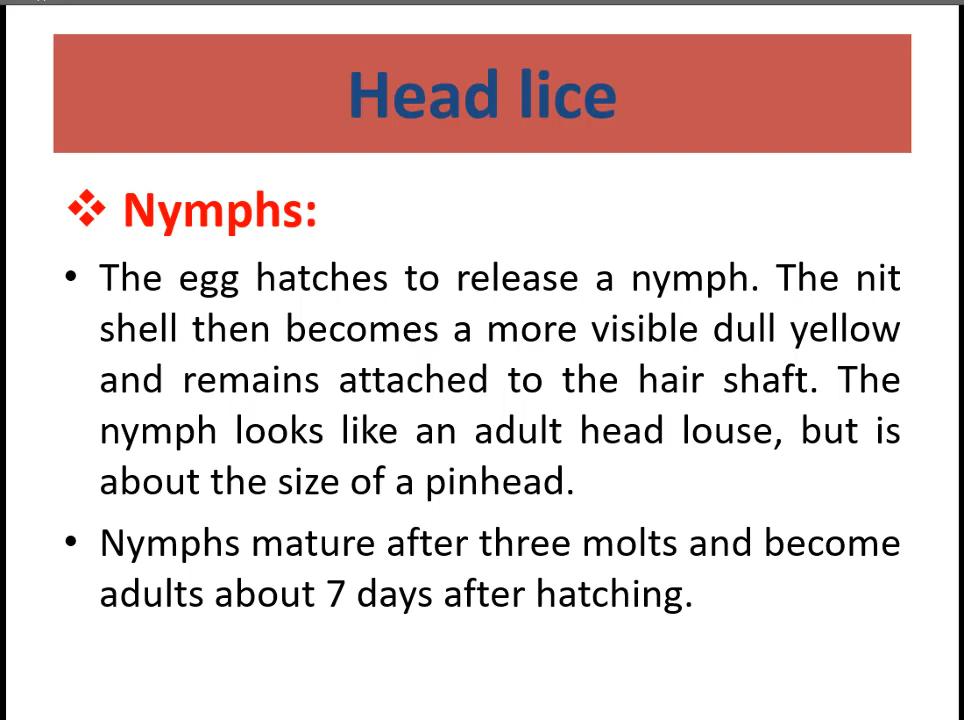 Head lice
❖ Nymphs:
• The egg hatches to release a nymph. The nit
shell then becomes a more visible dull yellow
and remains attached to the hair shaft. The
nymph looks like an adult head louse, but is
about the size of a pinhead.
• Nymphs mature after three molts and become
adults about 7 days after hatching.